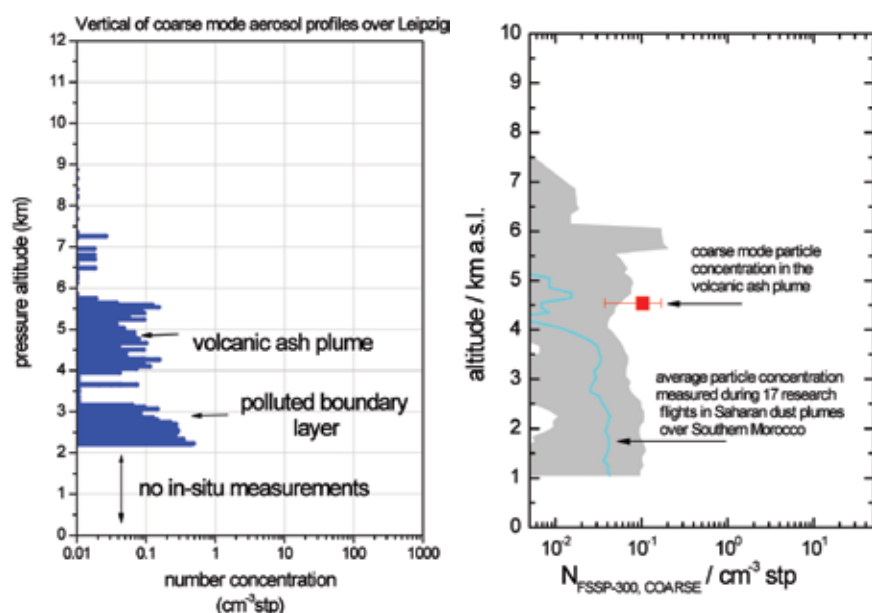 Vertical of coarse mode aerosol profiles over Leipzig
12
11
10
9
8
7
6
5
4
3
2
1
0
pressure altitude (km)
volcanic ash plume
polluted boundary
layer
no in-situ measurements
0.01 0.1 1 10 100 1000
number concentration
(cm⁻³stp)
10
9
8
7
6
5
4
3
2
1
0
altitude / km a.s.l.
coarse mode particle
concentration in the
volcanic ash plume
average particle concentration
measured during 17 research
flights in Saharan dust plumes
over Southern Morocco
10⁻² 10⁻¹ 10⁰ 10¹
N FSSP-300, COARSE / cm⁻³ stp